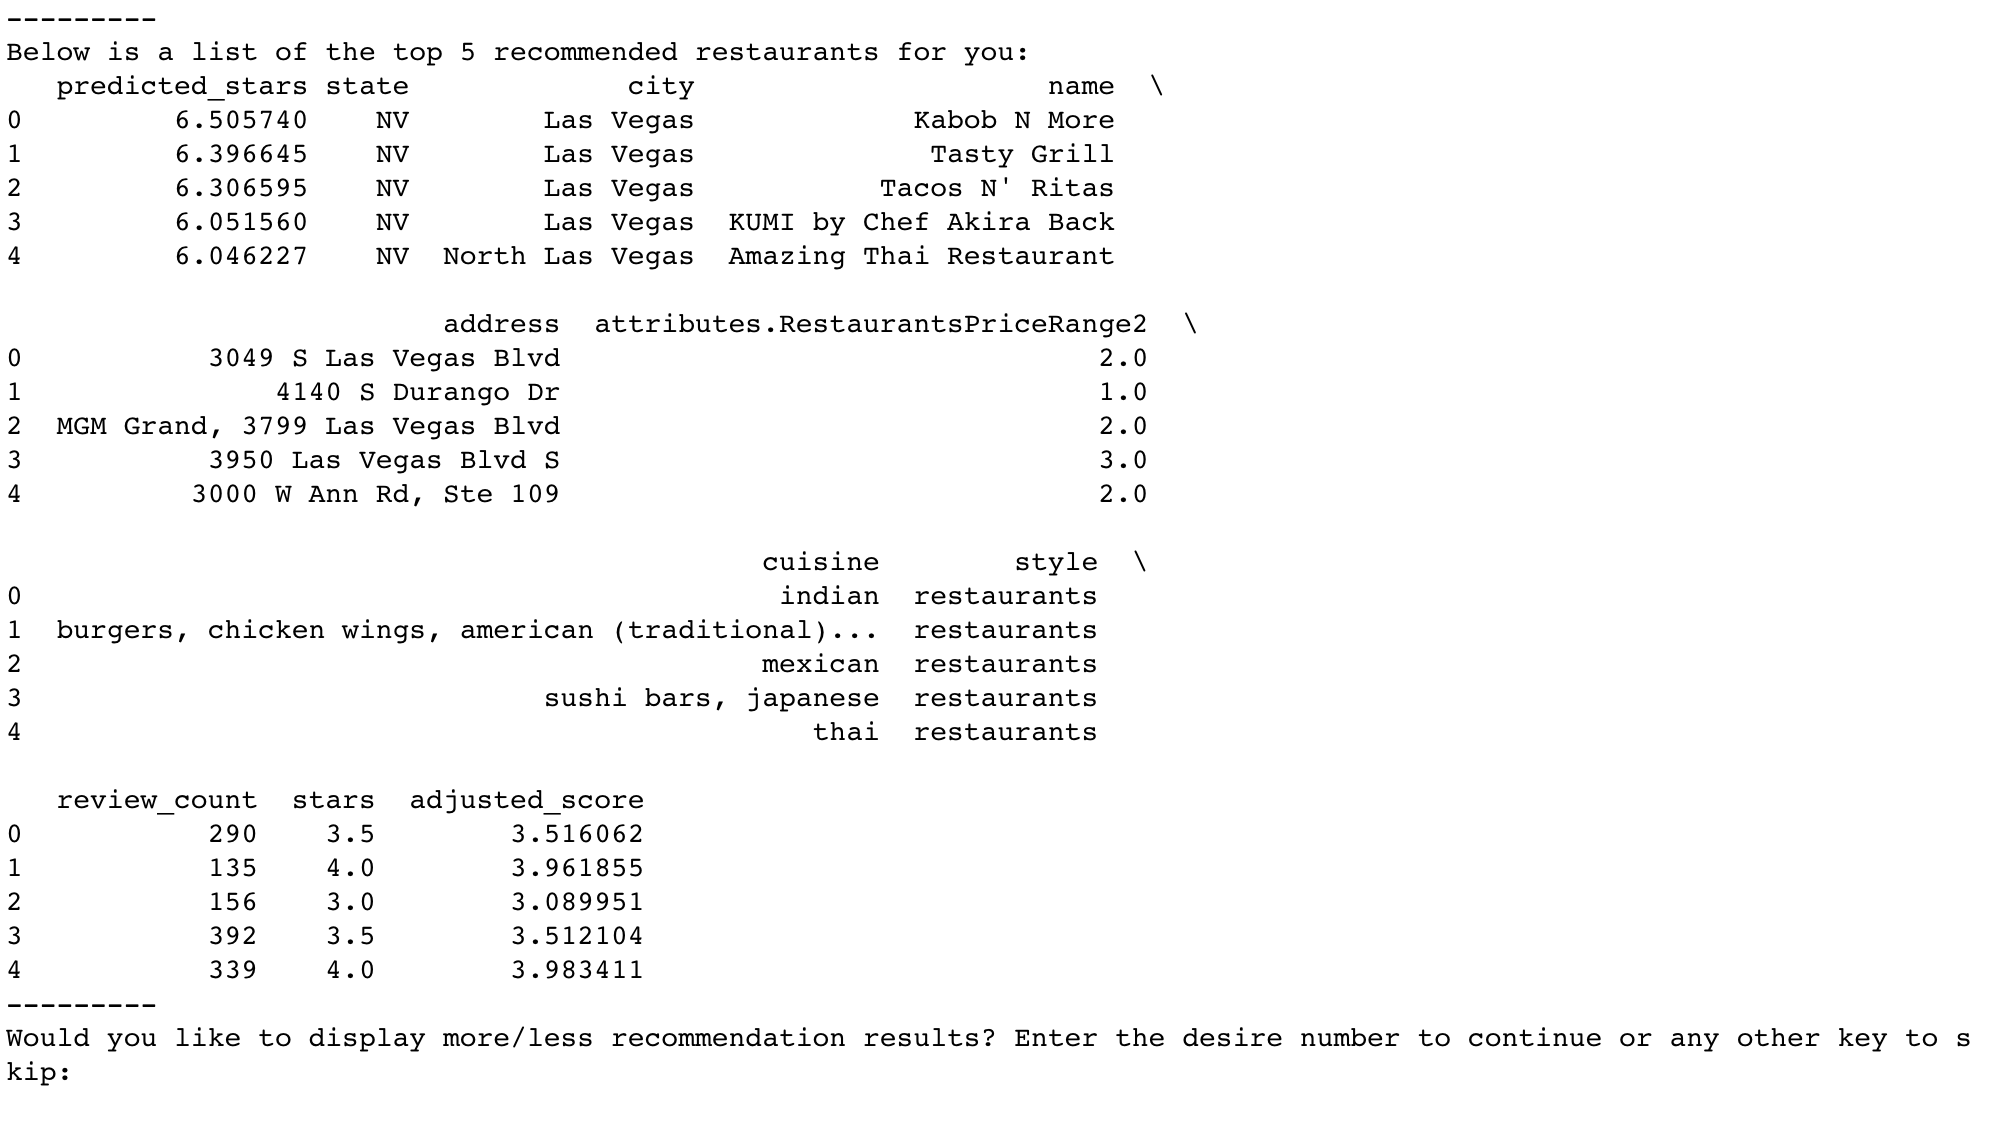 ---------
Below is a list of the top 5 recommended restaurants for you:
   predicted_stars state             city                     name  \
0         6.505740    NV        Las Vegas             Kabob N More
1         6.396645    NV        Las Vegas              Tasty Grill
2         6.306595    NV        Las Vegas           Tacos N' Ritas
3         6.051560    NV        Las Vegas  KUMI by Chef Akira Back
4         6.046227    NV  North Las Vegas  Amazing Thai Restaurant

                          address  attributes.RestaurantsPriceRange2  \
0            3049 S Las Vegas Blvd                                2.0
1                4140 S Durango Dr                                1.0
2  MGM Grand, 3799 Las Vegas Blvd                                2.0
3           3950 Las Vegas Blvd S                                3.0
4          3000 W Ann Rd, Ste 109                                2.0

                                             cuisine        style  \
0                                             indian  restaurants
1  burgers, chicken wings, american (traditional)...  restaurants
2                                            mexican  restaurants
3                               sushi bars, japanese  restaurants
4                                               thai  restaurants

   review_count  stars  adjusted_score
0           290    3.5        3.516062
1           135    4.0        3.961855
2           156    3.0        3.089951
3           392    3.5        3.512104
4           339    4.0        3.983411
---------
Would you like to display more/less recommendation results? Enter the desire number to continue or any other key to s
kip: